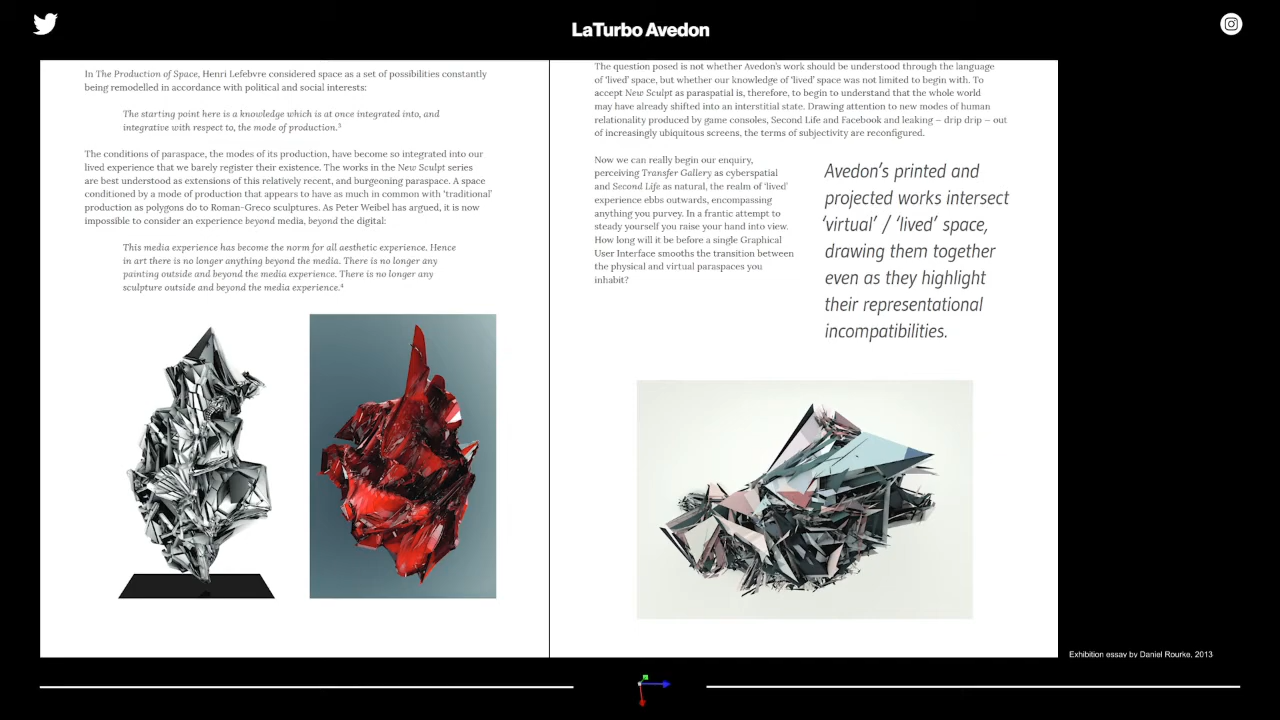 LaTurbo Avedon
In The Production of Space, Henri Lefebvre considered space as a set of possibilities constantly
being remodelled in accordance with political and social interests:
The starting point here is a knowledge which is at once integrated into, and
integrative with respect to, the mode of production.³
The conditions of paraspace, the modes of its production, have become so integrated into our
lived experience that we barely register their existence. The works in the New Sculpt series
are best understood as extensions of this relatively recent, and burgeoning paraspace. A space
conditioned by a mode of production that appears to have as much in common with ‘traditional’
production as polygons do to Roman-Greco sculptures. As Peter Weibel has argued, it is now
impossible to consider an experience beyond media, beyond the digital:
This media experience has become the norm for all aesthetic experience. Hence
in art there is no longer anything beyond the media. There is no longer any
painting outside and beyond the media experience. There is no longer any
sculpture outside and beyond the media experience.⁴
The question posed is not whether Avedon’s work should be understood through the language
of ‘lived’ space, but whether our knowledge of ‘lived’ space was not limited to begin with. To
accept New Sculpt as paraspatial is, therefore, to begin to understand that the whole world
may have already shifted into an interstitial state. Drawing attention to new modes of human
relationality produced by game consoles, Second Life and Facebook and leaking – drip drip – out
of increasingly ubiquitous screens, the terms of subjectivity are reconfigured.
Now we can really begin our enquiry,
perceiving Transfer Gallery as cyberspatial
and Second Life as natural, the realm of ‘lived’
experience ebbs outwards, encompassing
anything you purvey. In a frantic attempt to
steady yourself you raise your hand into view.
How long will it be before a single Graphical
User Interface smooths the transition between
the physical and virtual paraspaces you
inhabit?
Avedon’s printed and
projected works intersect
‘virtual’ / ‘lived’ space,
drawing them together
even as they highlight
their representational
incompatibilities.
Exhibition essay by Daniel Rourke, 2013